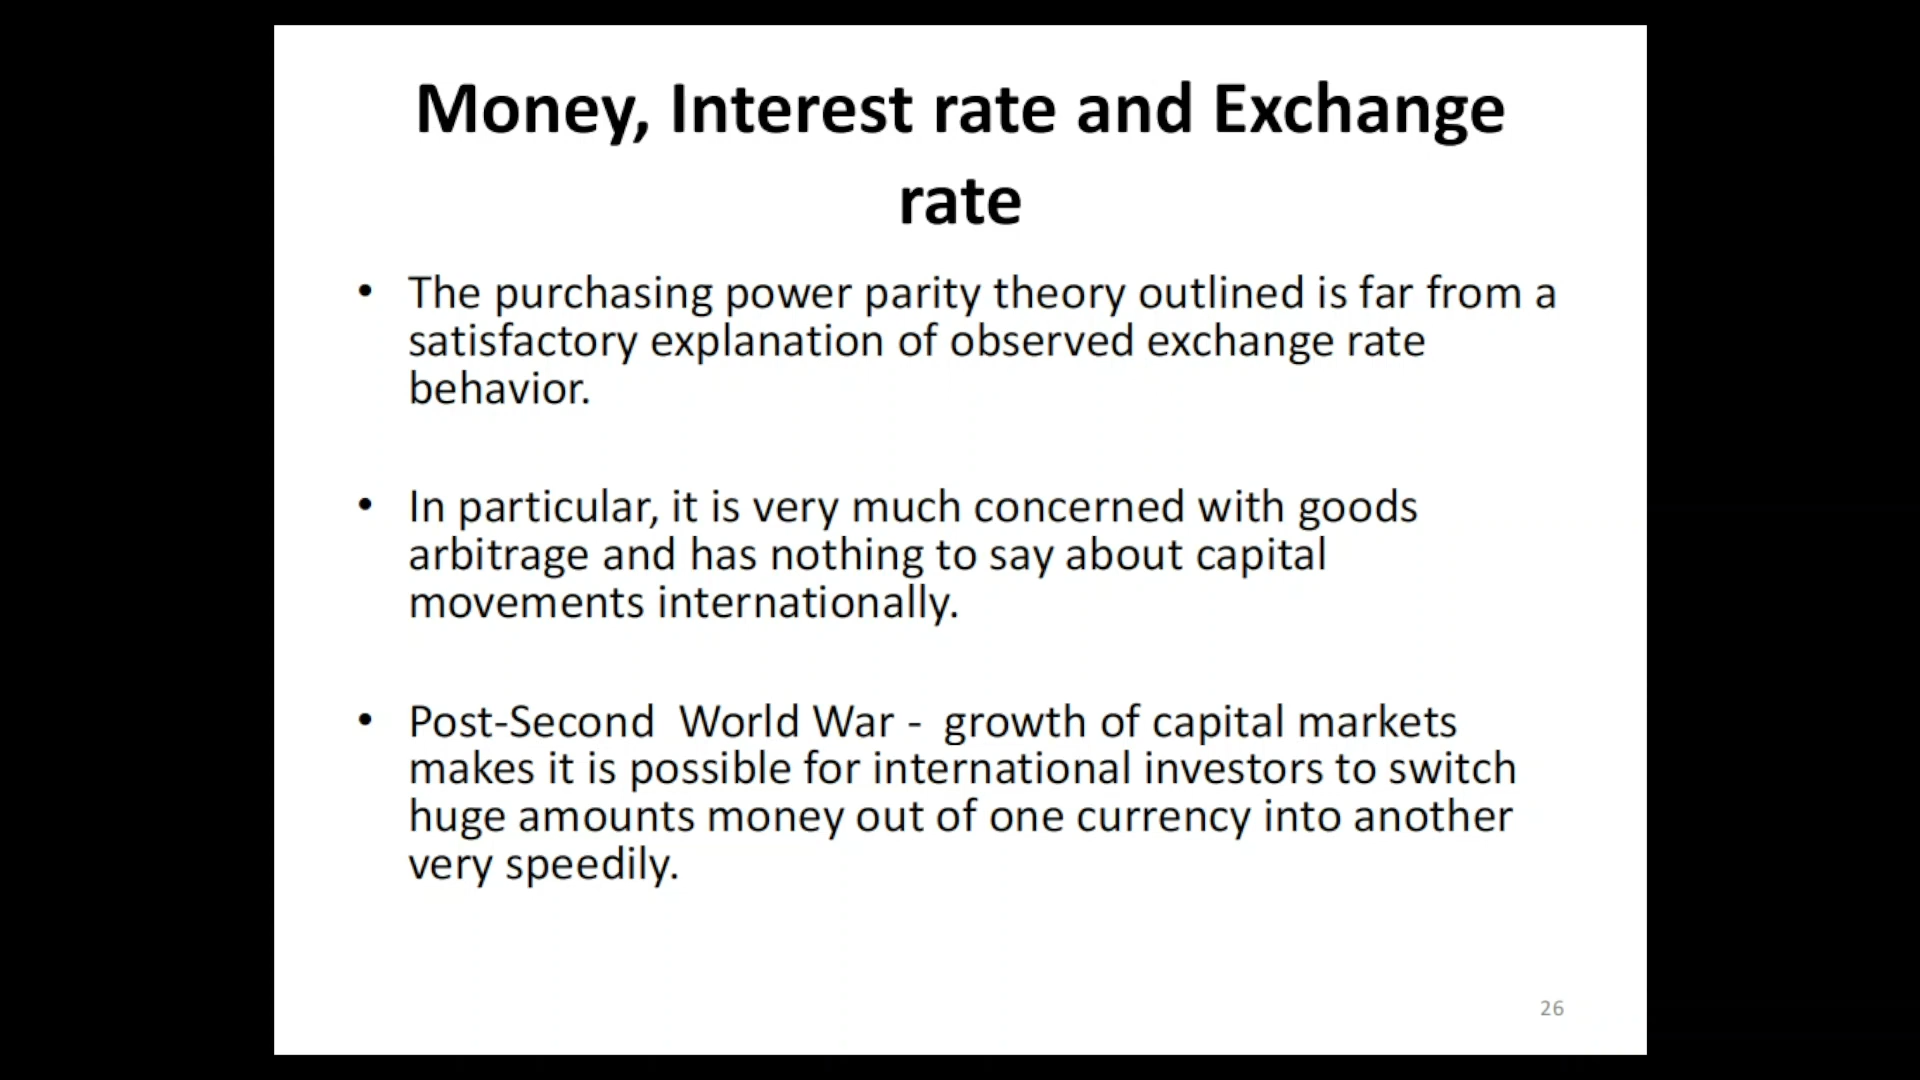 Money, Interest rate and Exchange
rate
• The purchasing power parity theory outlined is far from a
satisfactory explanation of observed exchange rate
behavior.
• In particular, it is very much concerned with goods
arbitrage and has nothing to say about capital
movements internationally.
• Post-Second  World War -  growth of capital markets
makes it is possible for international investors to switch
huge amounts money out of one currency into another
very speedily.
26